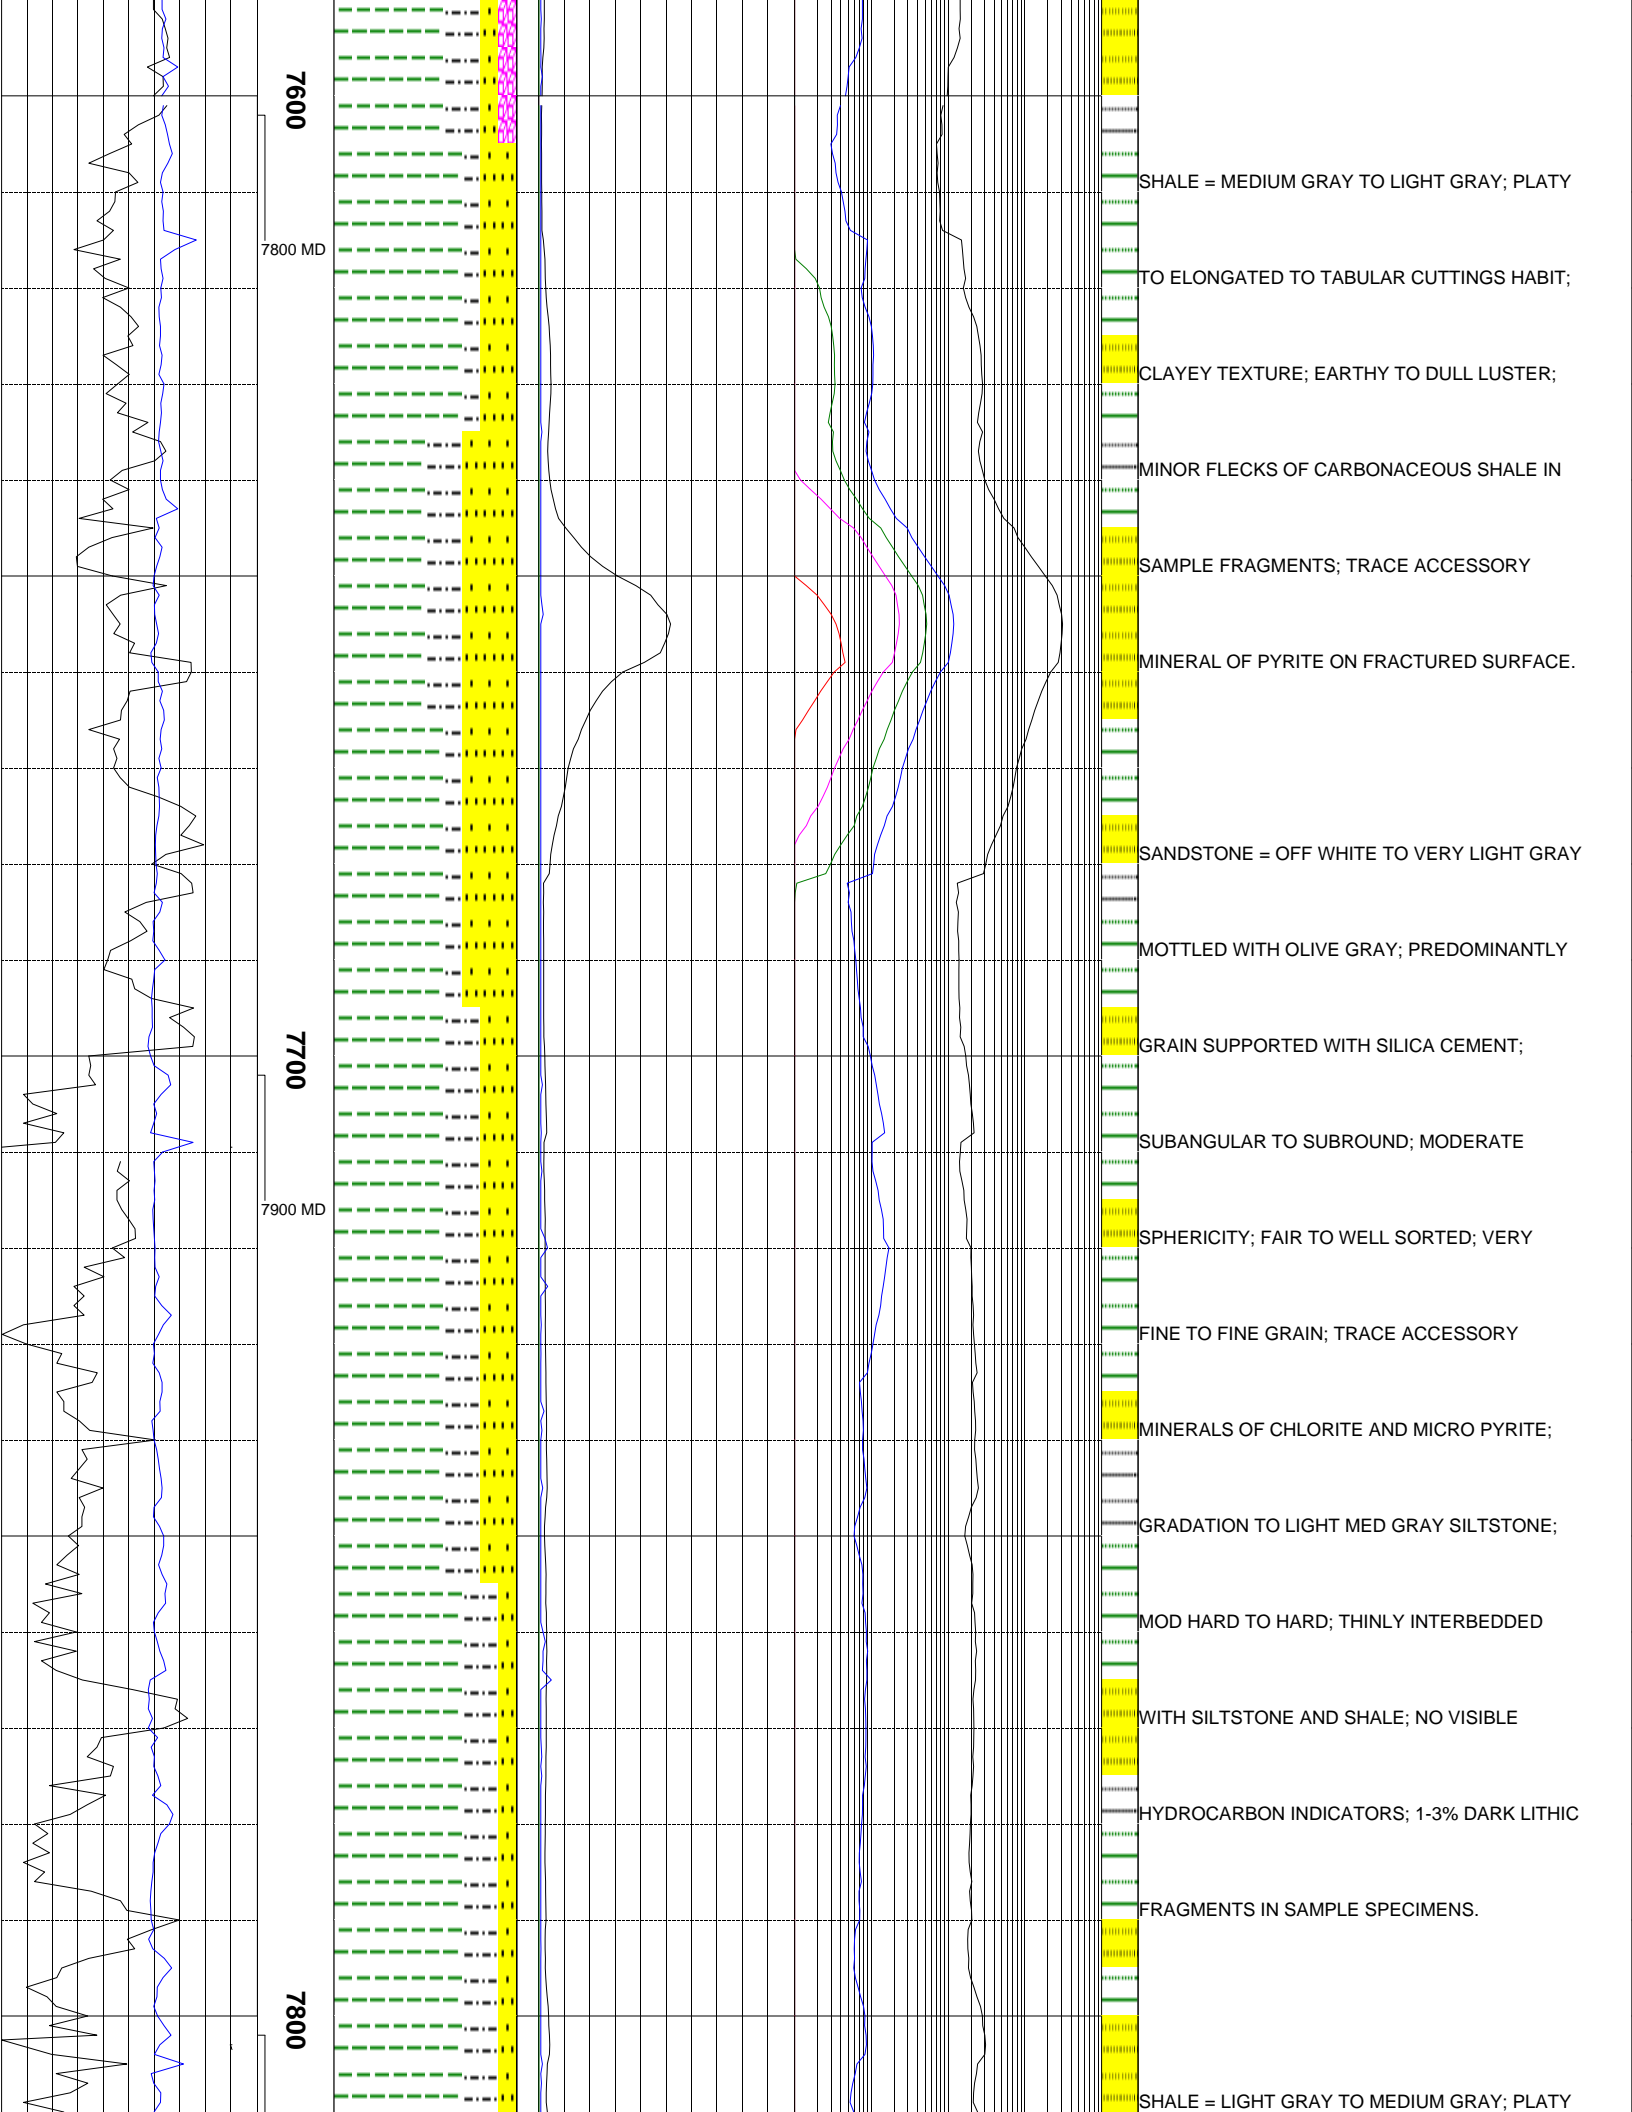 7600
SHALE = MEDIUM GRAY TO LIGHT GRAY; PLATY
7800 MD
TO ELONGATED TO TABULAR CUTTINGS HABIT;
CLAYEY TEXTURE; EARTHY TO DULL LUSTER;
MINOR FLECKS OF CARBONACEOUS SHALE IN
SAMPLE FRAGMENTS; TRACE ACCESSORY
MINERAL OF PYRITE ON FRACTURED SURFACE.
SANDSTONE = OFF WHITE TO VERY LIGHT GRAY
MOTTLED WITH OLIVE GRAY; PREDOMINANTLY
GRAIN SUPPORTED WITH SILICA CEMENT;
7700
SUBANGULAR TO SUBROUND; MODERATE
7900 MD
SPHERICITY; FAIR TO WELL SORTED; VERY
FINE TO FINE GRAIN; TRACE ACCESSORY
MINERALS OF CHLORITE AND MICRO PYRITE;
GRADATION TO LIGHT MED GRAY SILTSTONE;
MOD HARD TO HARD; THINLY INTERBEDDED
WITH SILTSTONE AND SHALE; NO VISIBLE
HYDROCARBON INDICATORS; 1-3% DARK LITHIC
FRAGMENTS IN SAMPLE SPECIMENS.
7800
SHALE = LIGHT GRAY TO MEDIUM GRAY; PLATY